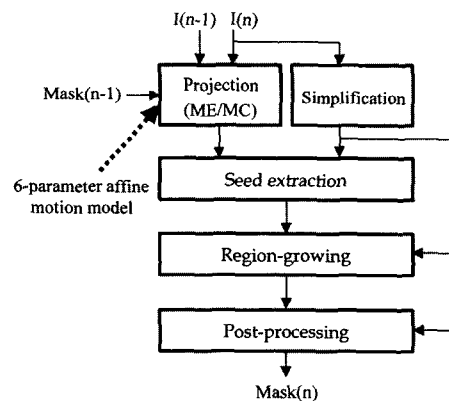 I(n-1) I(n)
Projection
(ME/MC)
Simplification
Mask(n-1)
6-parameter affine
motion model
Seed extraction
Region-growing
Post-processing
Mask(n)